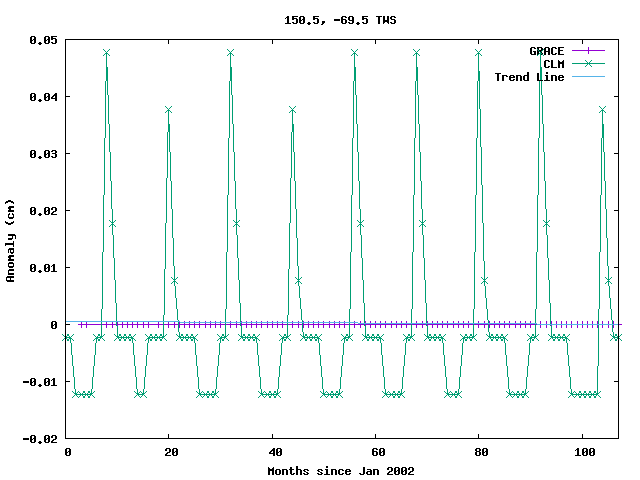 150.5, -69.5 TWS
GRACE
CLM
Trend Line
0.05
0.04
0.03
0.02
0.01
0
-0.01
-0.02
Anomaly (cm)
0 20 40 60 80 100
Months since Jan 2002